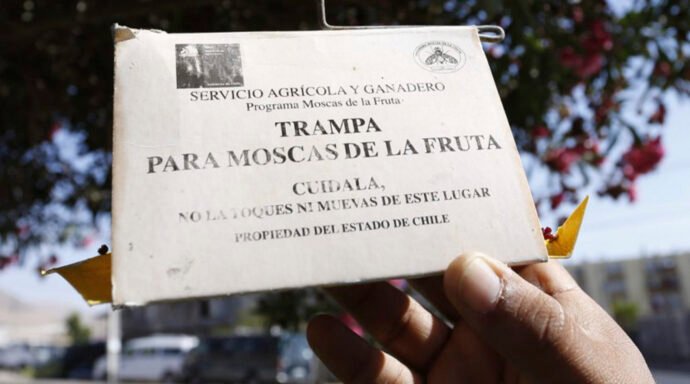 SERVICIO AGRÍCOLA Y GANADERO
Programa Moscas de la Fruta
TRAMPA
PARA MOSCAS DE LA FRUTA
CUIDALA,
NO LA TOQUES NI MUEVAS DE ESTE LUGAR
PROPIEDAD DEL ESTADO DE CHILE